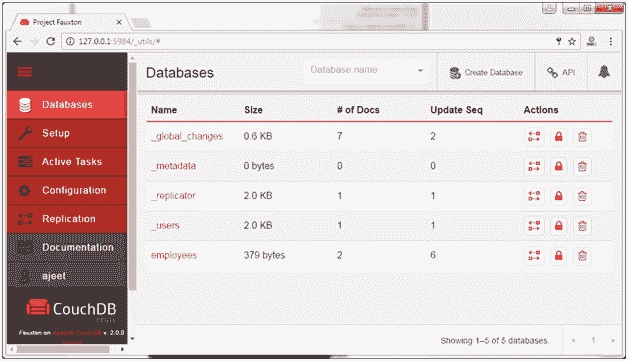 Project Fauxton
127.0.0.1:5984/_utils/#
Databases
Database name
Create Database
API
Databases
Setup
Active Tasks
Configuration
Replication
Documentation
ajeet
CouchDB
Fauxton on Apache CouchDB v. 2.0.0
Name Size # of Docs Update Seq Actions
_global_changes 0.6 KB 7 2
_metadata 0 bytes 0 0
_replicator 2.0 KB 1 1
_users 2.0 KB 1 1
employees 379 bytes 2 6
Showing 1–5 of 5 databases.
« 1 »